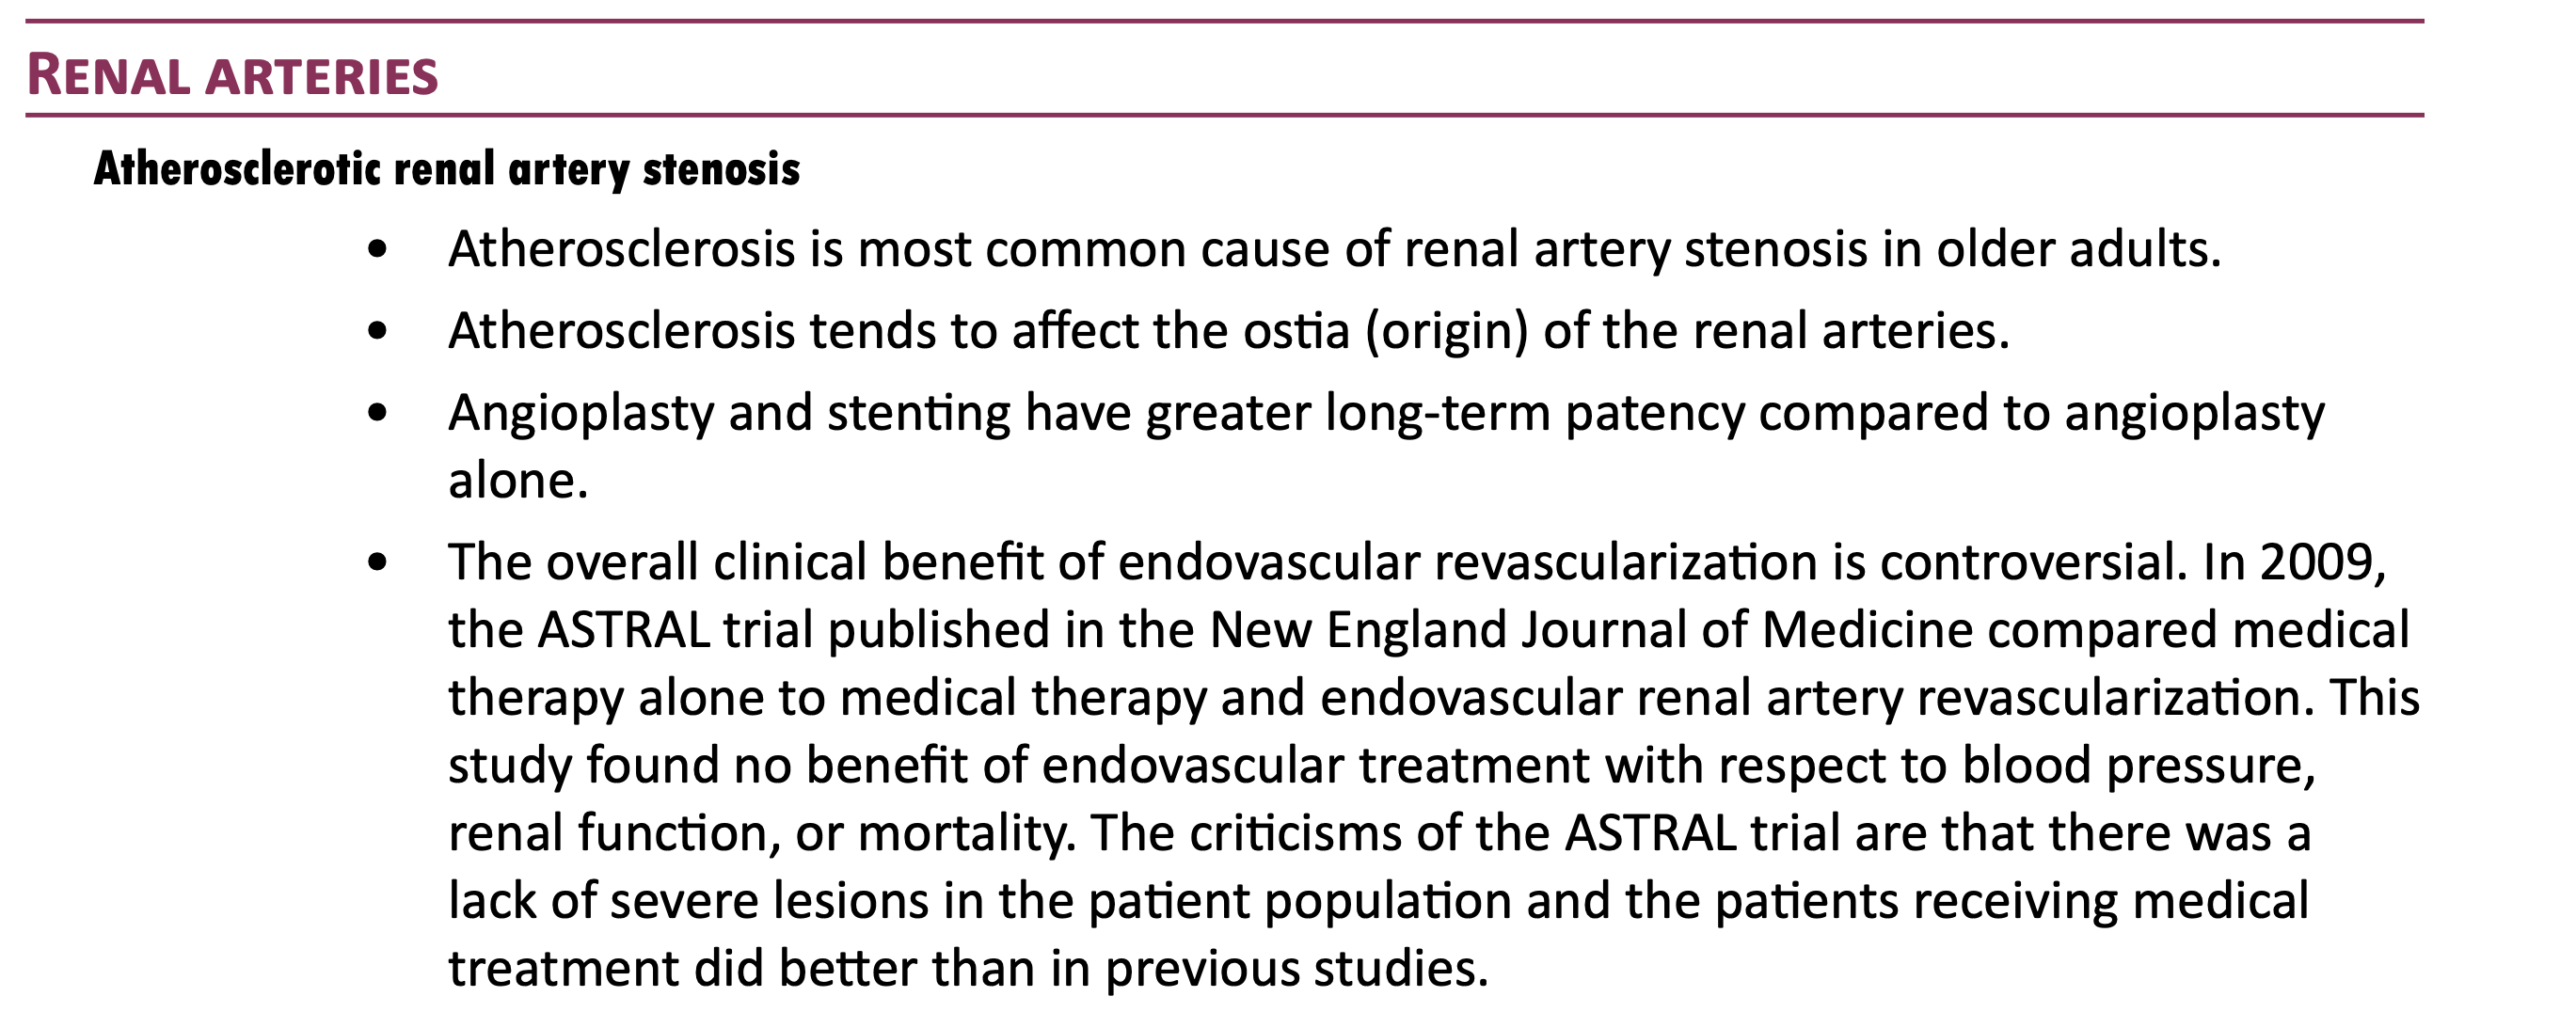 RENAL ARTERIES
Atherosclerotic renal artery stenosis
• Atherosclerosis is most common cause of renal artery stenosis in older adults.
• Atherosclerosis tends to affect the ostia (origin) of the renal arteries.
• Angioplasty and stenting have greater long-term patency compared to angioplasty
alone.
• The overall clinical benefit of endovascular revascularization is controversial. In 2009,
the ASTRAL trial published in the New England Journal of Medicine compared medical
therapy alone to medical therapy and endovascular renal artery revascularization. This
study found no benefit of endovascular treatment with respect to blood pressure,
renal function, or mortality. The criticisms of the ASTRAL trial are that there was a
lack of severe lesions in the patient population and the patients receiving medical
treatment did better than in previous studies.